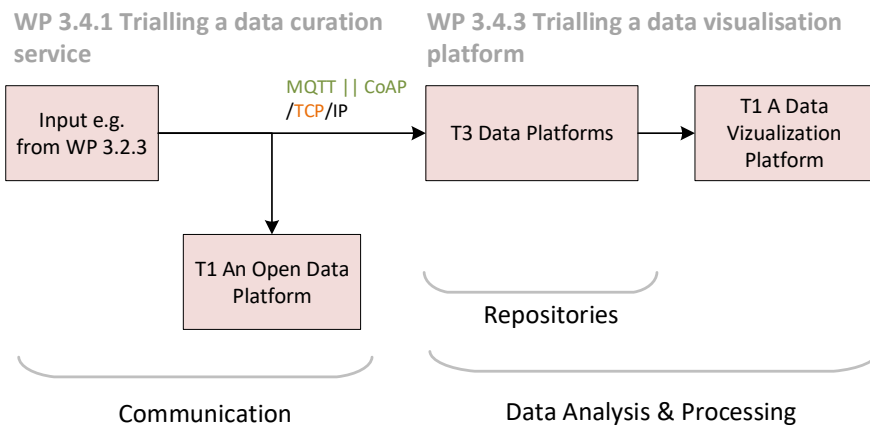 WP 3.4.1 Trialling a data curation
service
WP 3.4.3 Trialling a data visualisation
platform
MQTT || CoAP
/TCP/IP
Input e.g.
from WP 3.2.3
T3 Data Platforms
T1 A Data
Vizualization
Platform
T1 An Open Data
Platform
Repositories
Communication
Data Analysis & Processing